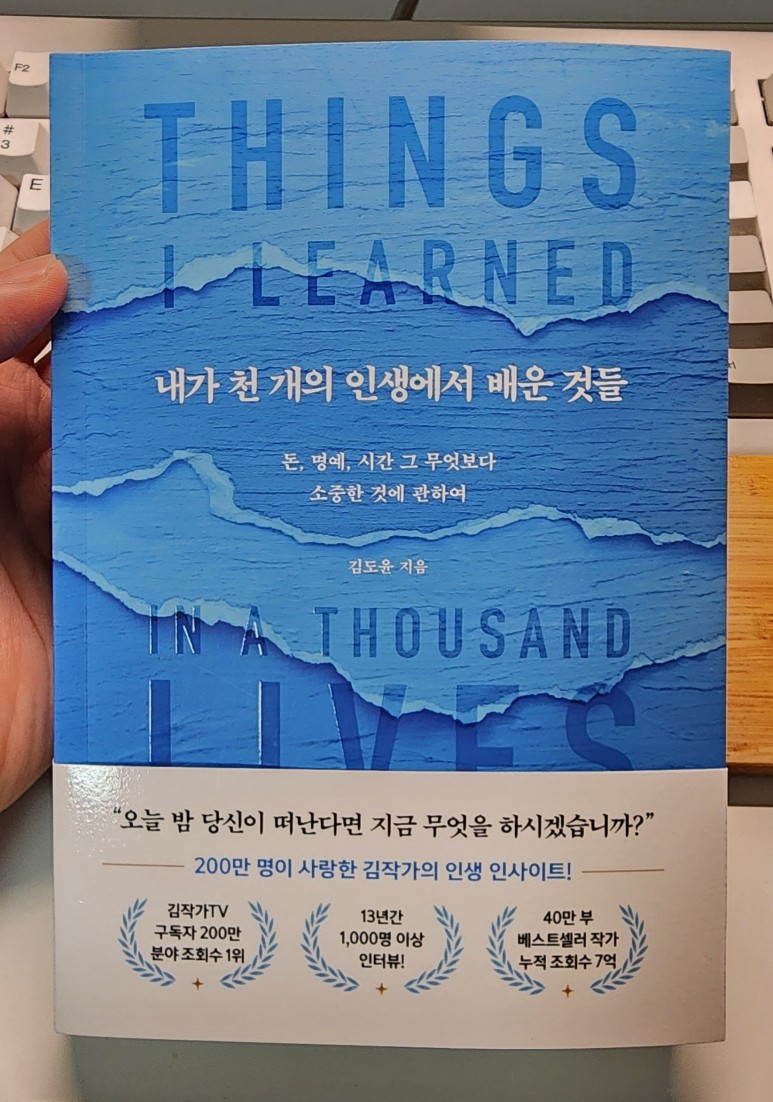 F2
#
3
E
THINGS
I LEARNED
내가 천 개의 인생에서 배운 것들
돈, 명예, 시간 그 무엇보다
소중한 것에 관하여
김도윤 지음
IN A THOUSAND
LIVES
“오늘 밤 당신이 떠난다면 지금 무엇을 하시겠습니까?”
200만 명이 사랑한 김작가의 인생 인사이트!
김작가TV
구독자 200만
분야 조회수 1위
13년간
1,000명 이상
인터뷰!
40만 부
베스트셀러 작가
누적 조회수 7억